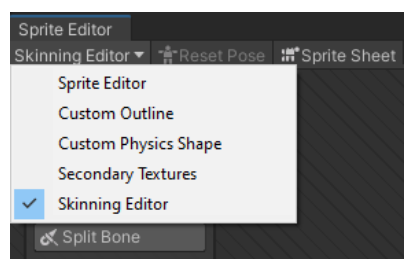 Sprite Editor
Skinning Editor Reset Pose Sprite Sheet
Sprite Editor
Custom Outline
Custom Physics Shape
Secondary Textures
Skinning Editor
Split Bone